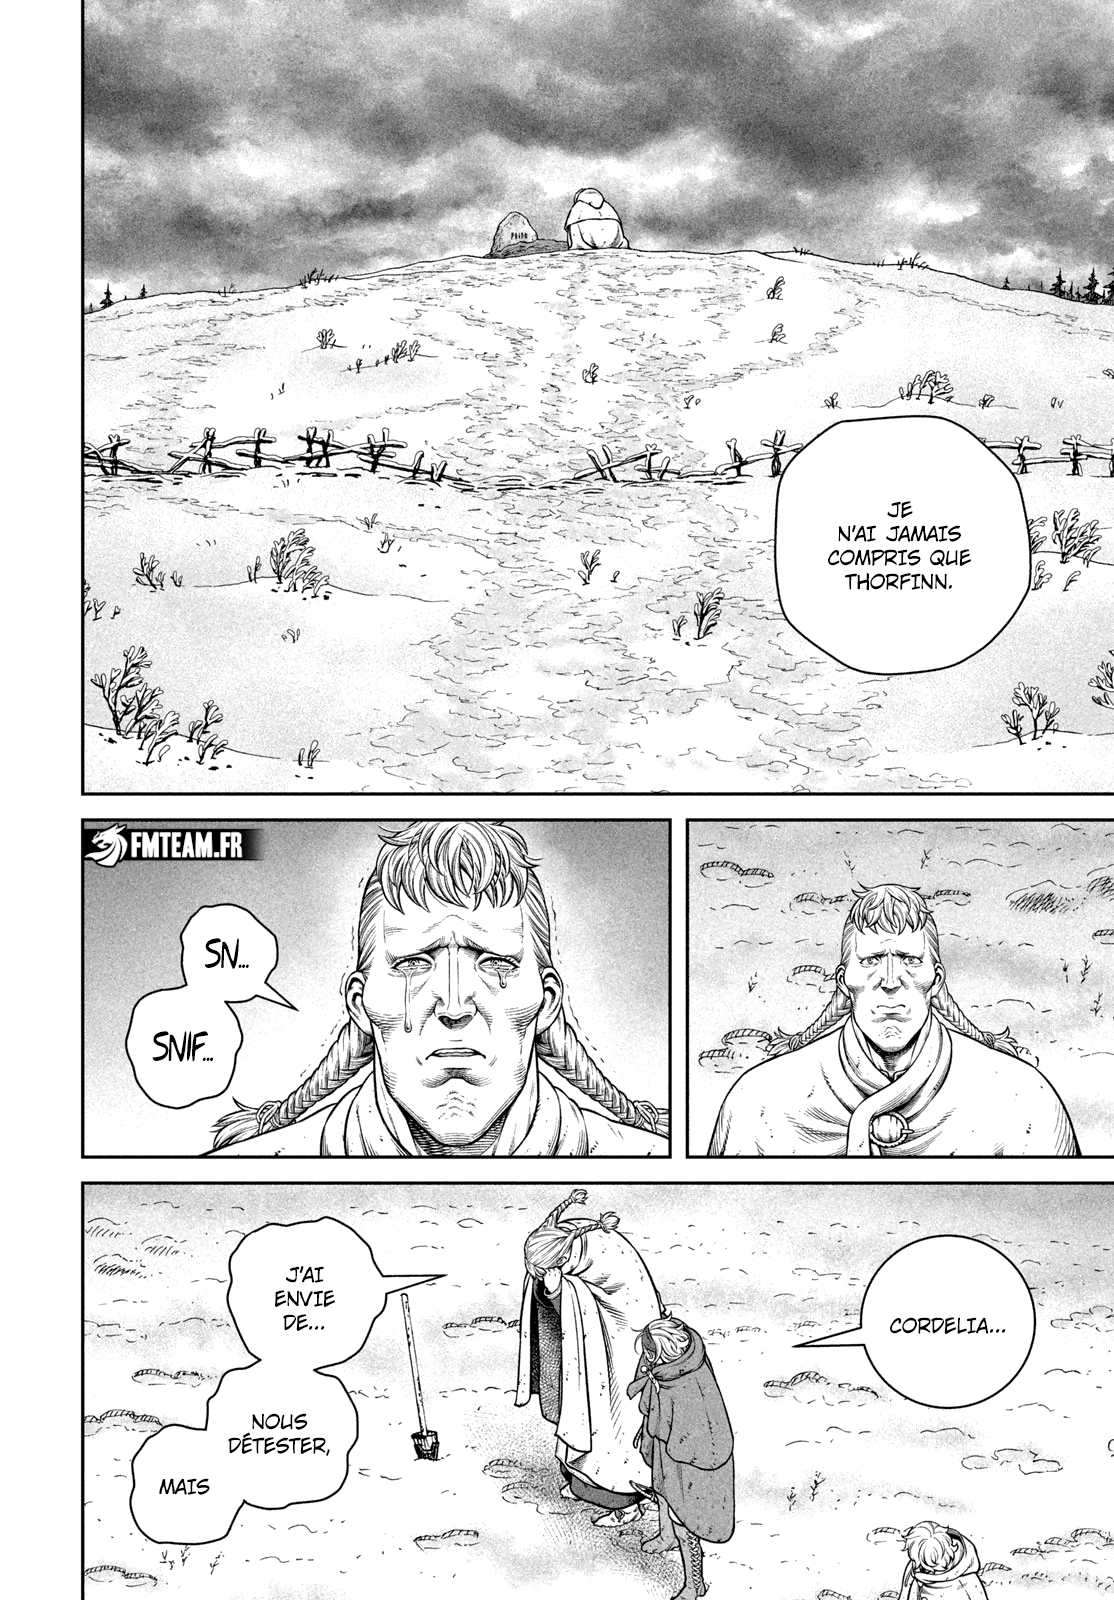 JE
N'AI JAMAIS
COMPRIS QUE
THORFINN.
FMTEAM.FR
SN...
SNIF...
CORDELIA...
J'AI
ENVIE
DE...
NOUS
DÉTESTER,
MAIS